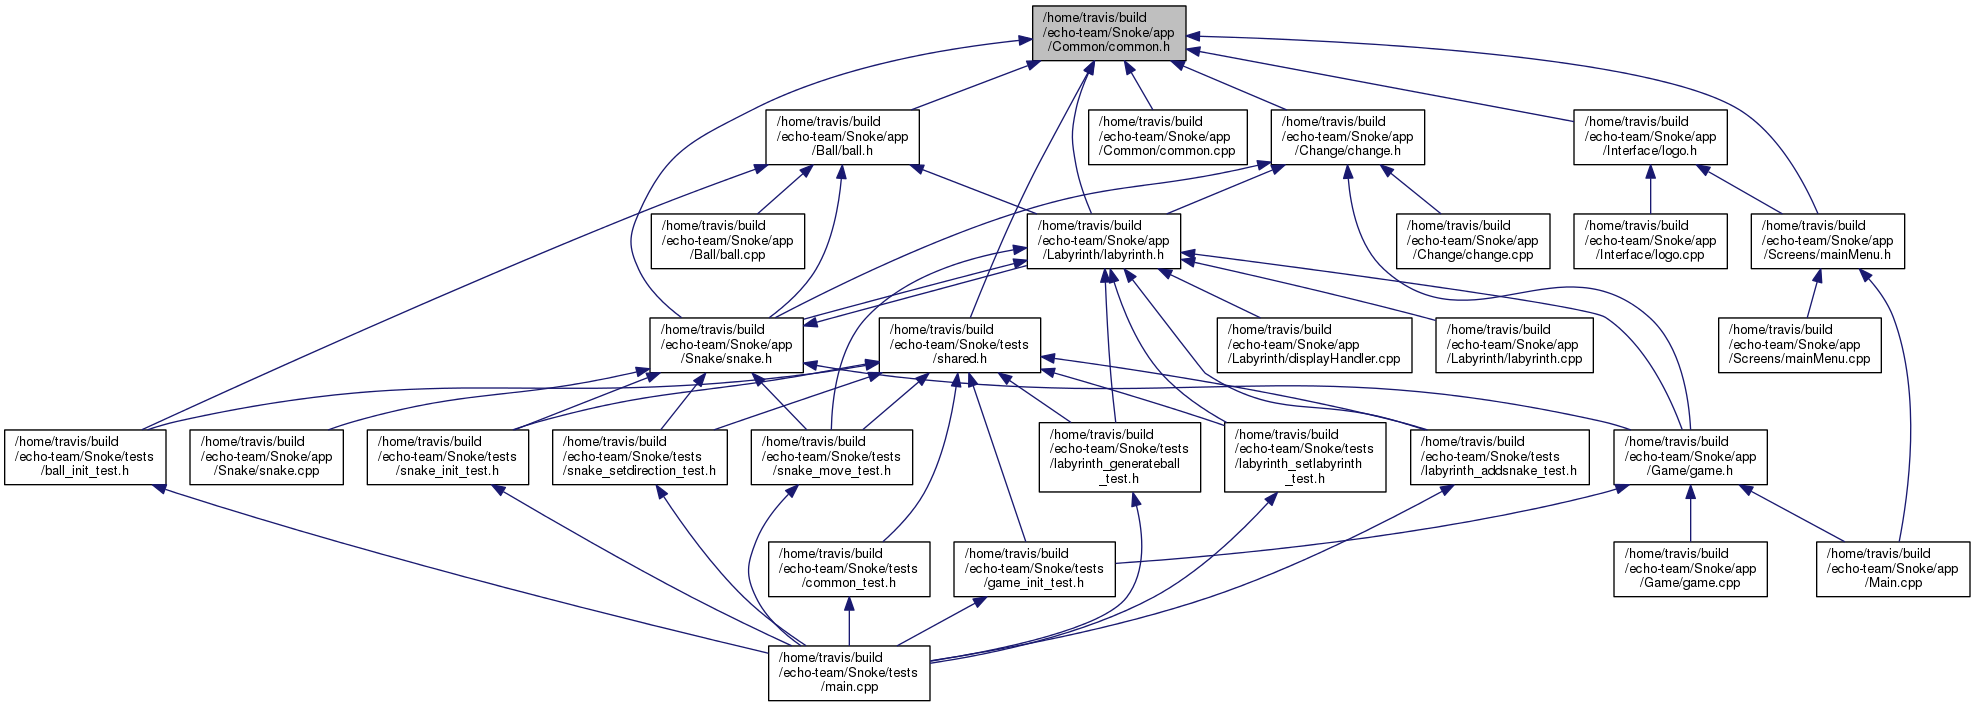 /home/travis/build
/echo-team/Snoke/app
/Common/common.h
/home/travis/build
/echo-team/Snoke/app
/Ball/ball.h
/home/travis/build
/echo-team/Snoke/app
/Common/common.cpp
/home/travis/build
/echo-team/Snoke/app
/Change/change.h
/home/travis/build
/echo-team/Snoke/app
/Interface/logo.h
/home/travis/build
/echo-team/Snoke/app
/Ball/ball.cpp
/home/travis/build
/echo-team/Snoke/app
/Labyrinth/labyrinth.h
/home/travis/build
/echo-team/Snoke/app
/Change/change.cpp
/home/travis/build
/echo-team/Snoke/app
/Interface/logo.cpp
/home/travis/build
/echo-team/Snoke/app
/Screens/mainMenu.h
/home/travis/build
/echo-team/Snoke/app
/Snake/snake.h
/home/travis/build
/echo-team/Snoke/tests
/shared.h
/home/travis/build
/echo-team/Snoke/app
/Labyrinth/displayHandler.cpp
/home/travis/build
/echo-team/Snoke/app
/Labyrinth/labyrinth.cpp
/home/travis/build
/echo-team/Snoke/app
/Screens/mainMenu.cpp
/home/travis/build
/echo-team/Snoke/tests
/ball_init_test.h
/home/travis/build
/echo-team/Snoke/app
/Snake/snake.cpp
/home/travis/build
/echo-team/Snoke/tests
/snake_init_test.h
/home/travis/build
/echo-team/Snoke/tests
/snake_setdirection_test.h
/home/travis/build
/echo-team/Snoke/tests
/snake_move_test.h
/home/travis/build
/echo-team/Snoke/tests
/labyrinth_generateball
_test.h
/home/travis/build
/echo-team/Snoke/tests
/labyrinth_setlabyrinth
_test.h
/home/travis/build
/echo-team/Snoke/tests
/labyrinth_addsnake_test.h
/home/travis/build
/echo-team/Snoke/app
/Game/game.h
/home/travis/build
/echo-team/Snoke/tests
/common_test.h
/home/travis/build
/echo-team/Snoke/tests
/game_init_test.h
/home/travis/build
/echo-team/Snoke/app
/Game/game.cpp
/home/travis/build
/echo-team/Snoke/app
/Main.cpp
/home/travis/build
/echo-team/Snoke/tests
/main.cpp